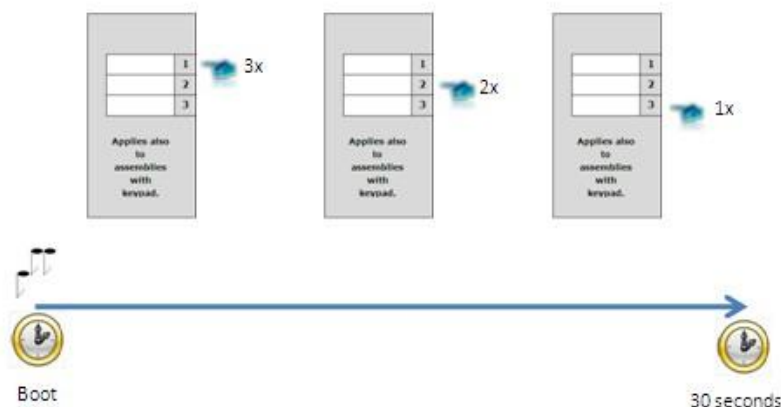 1
2
3
3x
Applies also
to
assemblies
with
keypad.
1
2
3
2x
Applies also
to
assemblies
with
keypad.
1
2
3
1x
Applies also
to
assemblies
with
keypad.
Boot
30 seconds